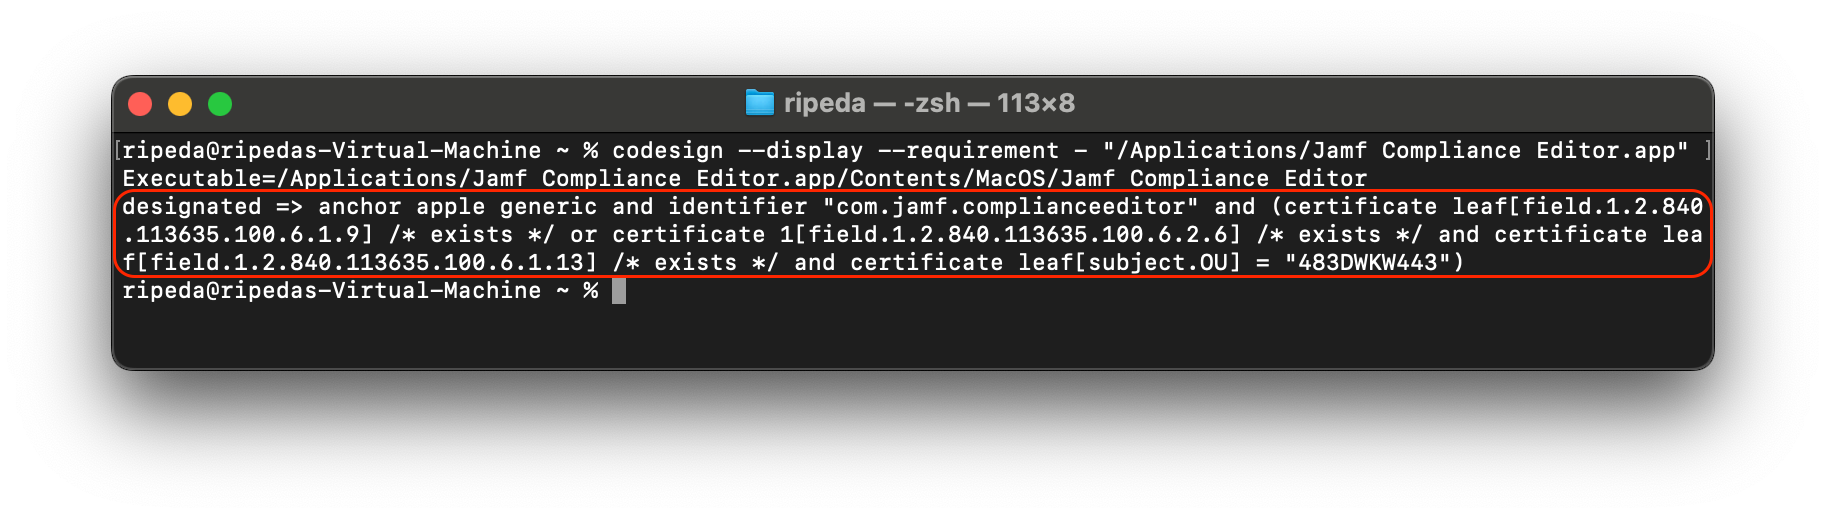 ripeda — -zsh — 113×8
[ripeda@ripedas-Virtual-Machine ~ % codesign --display --requirement - "/Applications/Jamf Compliance Editor.app" ]
Executable=/Applications/Jamf Compliance Editor.app/Contents/MacOS/Jamf Compliance Editor
designated => anchor apple generic and identifier "com.jamf.complianceeditor" and (certificate leaf[field.1.2.840
.113635.100.6.1.9] /* exists */ or certificate 1[field.1.2.840.113635.100.6.2.6] /* exists */ and certificate lea
f[field.1.2.840.113635.100.6.1.13] /* exists */ and certificate leaf[subject.OU] = "483DWKW443")
ripeda@ripedas-Virtual-Machine ~ %